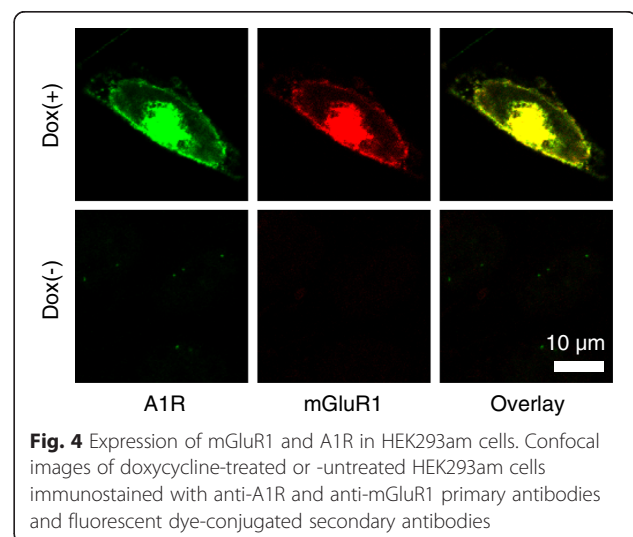 Dox(+)
Dox(-)
10 µm
A1R mGluR1 Overlay
Fig. 4 Expression of mGluR1 and A1R in HEK293am cells. Confocal
images of doxycycline-treated or -untreated HEK293am cells
immunostained with anti-A1R and anti-mGluR1 primary antibodies
and fluorescent dye-conjugated secondary antibodies